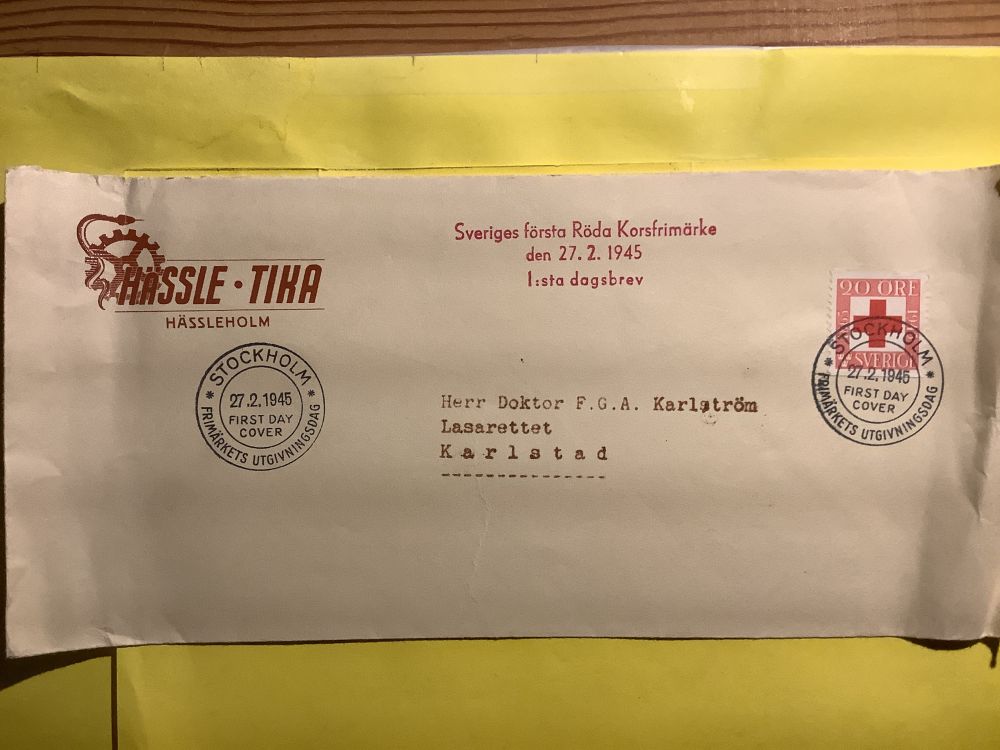 HÄSSLE · TIKA
HÄSSLEHOLM
Sveriges första Röda Korsfrimärke
den 27. 2. 1945
1:sta dagsbrev
20 ÖRE
SVERIGE
STOCKHOLM
27.2.1945
FIRST DAY
COVER
FRIMÄRKETS UTGIVNINGSDAG
STOCKHOLM
27.2.1945
FIRST DAY
COVER
FRIMÄRKETS UTGIVNINGSDAG
Herr Doktor F.G.A. Karlström
Lasarettet
Karlstad